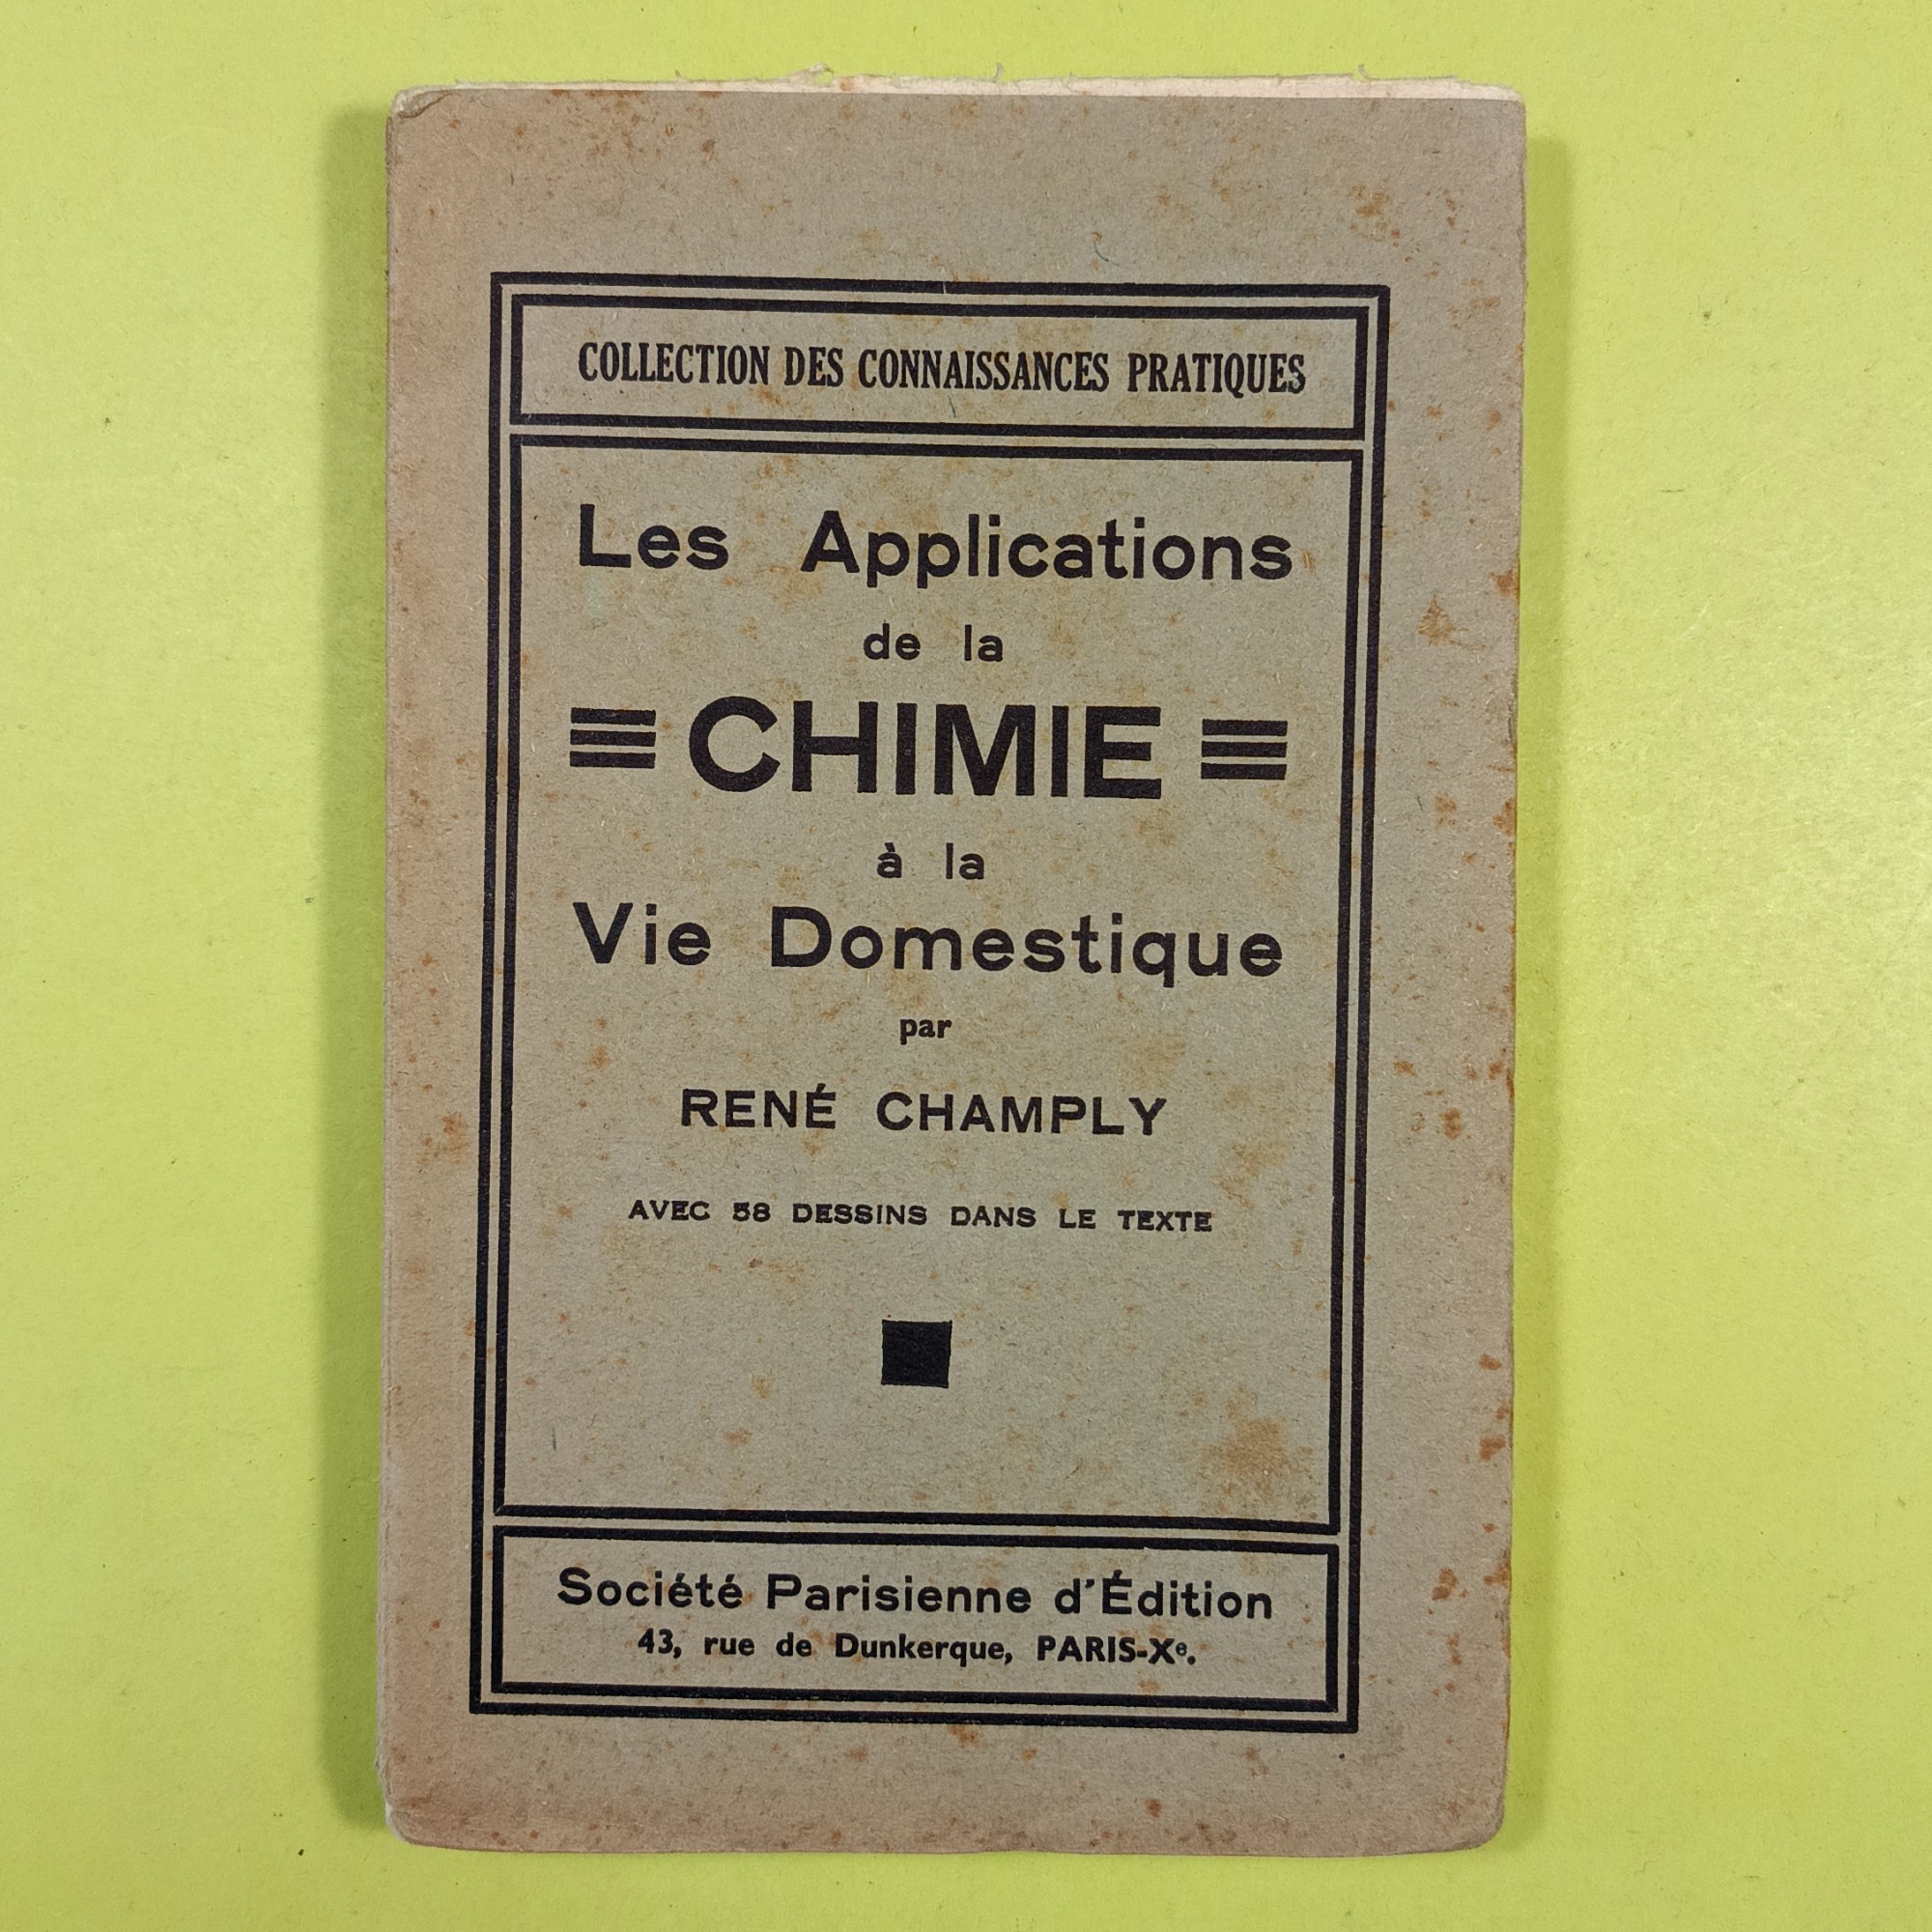 COLLECTION DES CONNAISSANCES PRATIQUES
Les Applications
de la
CHIMIE
à la
Vie Domestique
par
RENÉ CHAMPLY
AVEC 58 DESSINS DANS LE TEXTE
Société Parisienne d'Édition
43, rue de Dunkerque, PARIS-Xe.